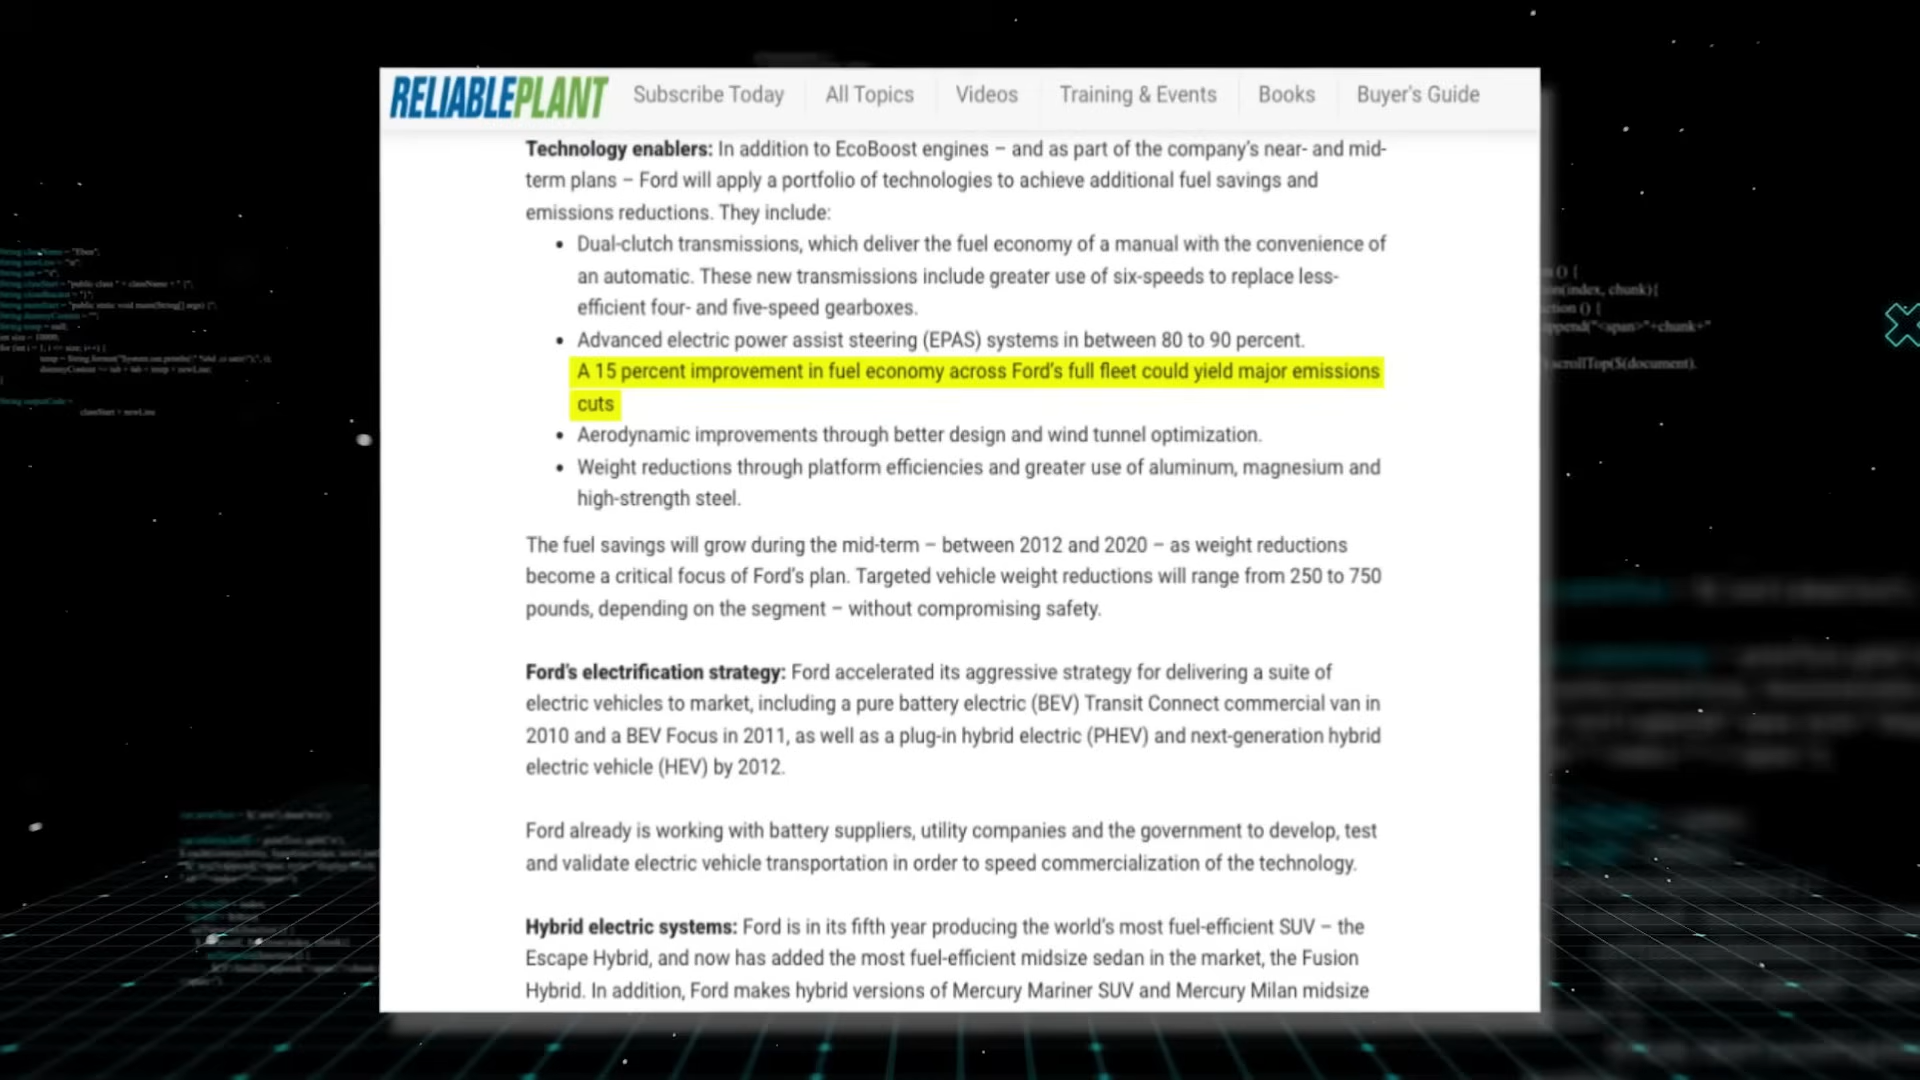 RELIABLEPLANT Subscribe Today All Topics Videos Training & Events Books Buyer's Guide
Technology enablers: In addition to EcoBoost engines – and as part of the company's near- and mid-
term plans – Ford will apply a portfolio of technologies to achieve additional fuel savings and
emissions reductions. They include:
• Dual-clutch transmissions, which deliver the fuel economy of a manual with the convenience of
an automatic. These new transmissions include greater use of six-speeds to replace less-
efficient four- and five-speed gearboxes.
• Advanced electric power assist steering (EPAS) systems in between 80 to 90 percent.
A 15 percent improvement in fuel economy across Ford's full fleet could yield major emissions
cuts
• Aerodynamic improvements through better design and wind tunnel optimization.
• Weight reductions through platform efficiencies and greater use of aluminum, magnesium and
high-strength steel.
The fuel savings will grow during the mid-term – between 2012 and 2020 – as weight reductions
become a critical focus of Ford's plan. Targeted vehicle weight reductions will range from 250 to 750
pounds, depending on the segment – without compromising safety.
Ford's electrification strategy: Ford accelerated its aggressive strategy for delivering a suite of
electric vehicles to market, including a pure battery electric (BEV) Transit Connect commercial van in
2010 and a BEV Focus in 2011, as well as a plug-in hybrid electric (PHEV) and next-generation hybrid
electric vehicle (HEV) by 2012.
Ford already is working with battery suppliers, utility companies and the government to develop, test
and validate electric vehicle transportation in order to speed commercialization of the technology.
Hybrid electric systems: Ford is in its fifth year producing the world's most fuel-efficient SUV – the
Escape Hybrid, and now has added the most fuel-efficient midsize sedan in the market, the Fusion
Hybrid. In addition, Ford makes hybrid versions of Mercury Mariner SUV and Mercury Milan midsize